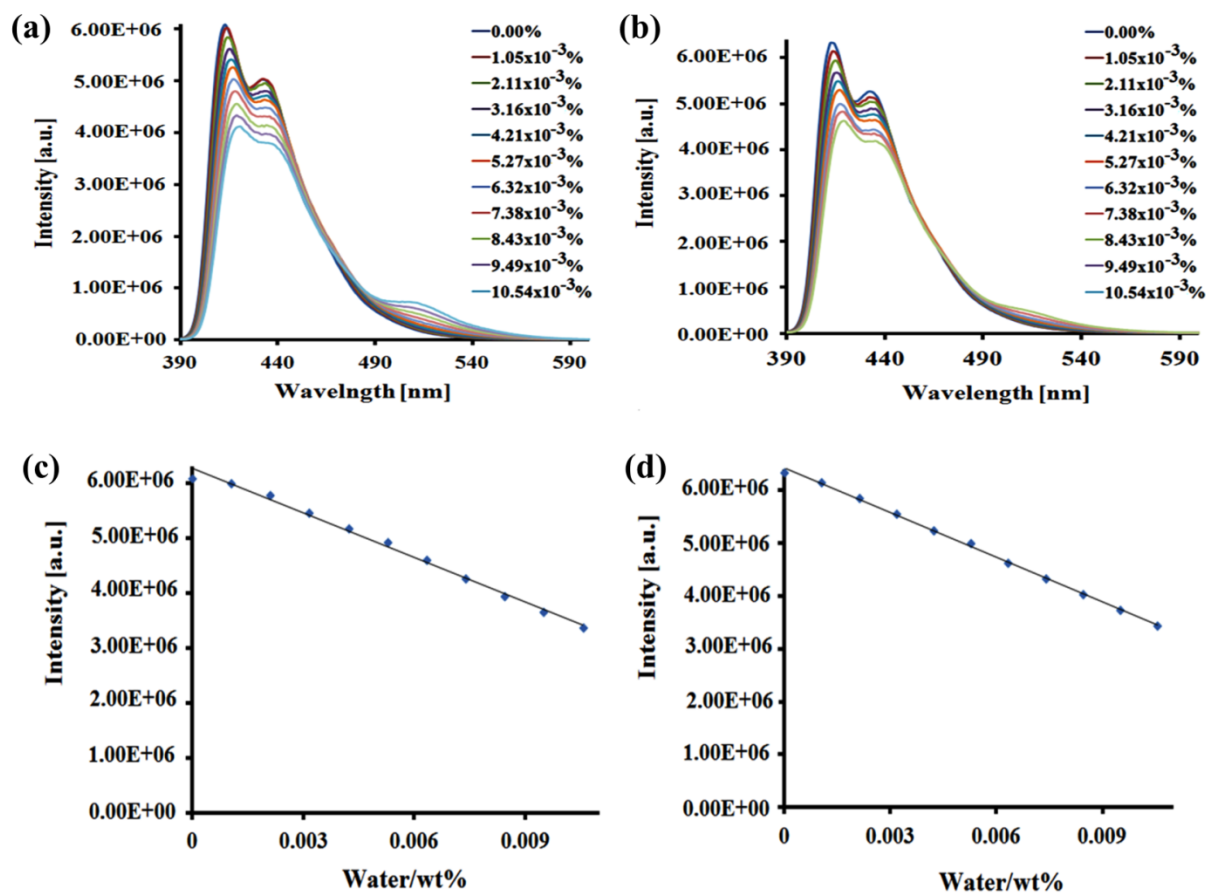 (a)
6.00E+06
5.00E+06
4.00E+06
3.00E+06
2.00E+06
1.00E+06
0.00E+00
Intensity [a.u.]
390 440 490 540 590
Wavelngth [nm]
0.00%
1.05x10⁻³%
2.11x10⁻³%
3.16x10⁻³%
4.21x10⁻³%
5.27x10⁻³%
6.32x10⁻³%
7.38x10⁻³%
8.43x10⁻³%
9.49x10⁻³%
10.54x10⁻³%
(b)
6.00E+06
5.00E+06
4.00E+06
3.00E+06
2.00E+06
1.00E+06
0.00E+00
Intensity [a.u.]
390 440 490 540 590
Wavelength [nm]
0.00%
1.05x10⁻³%
2.11x10⁻³%
3.16x10⁻³%
4.21x10⁻³%
5.27x10⁻³%
6.32x10⁻³%
7.38x10⁻³%
8.43x10⁻³%
9.49x10⁻³%
10.54x10⁻³%
(c)
6.00E+06
5.00E+06
4.00E+06
3.00E+06
2.00E+06
1.00E+06
0.00E+00
Intensity [a.u.]
0 0.003 0.006 0.009
Water/wt%
(d)
6.00E+06
5.00E+06
4.00E+06
3.00E+06
2.00E+06
1.00E+06
0.00E+00
Intensity [a.u.]
0 0.003 0.006 0.009
Water/wt%